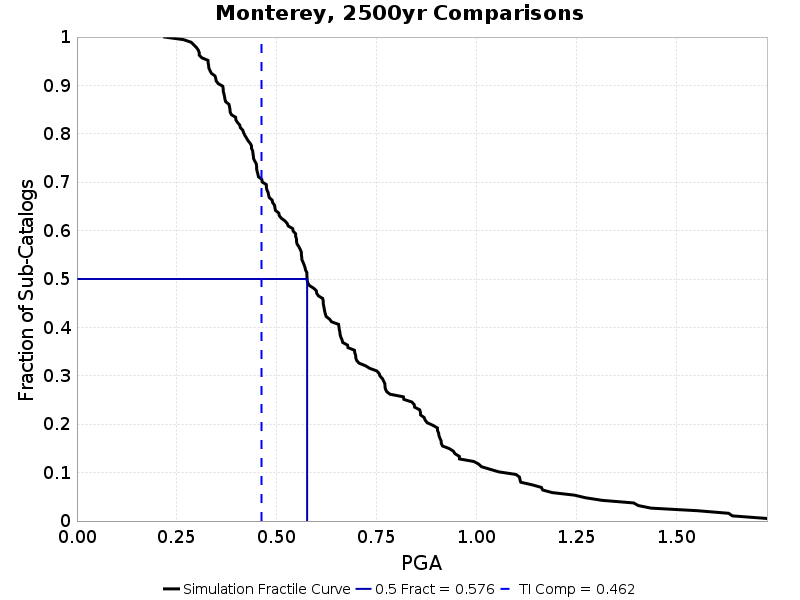 Monterey, 2500yr Comparisons
1
0.9
0.8
0.7
0.6
0.5
0.4
0.3
0.2
0.1
0
Fraction of Sub-Catalogs
0.00 0.25 0.50 0.75 1.00 1.25 1.50
PGA
Simulation Fractile Curve 0.5 Fract = 0.576 TI Comp = 0.462